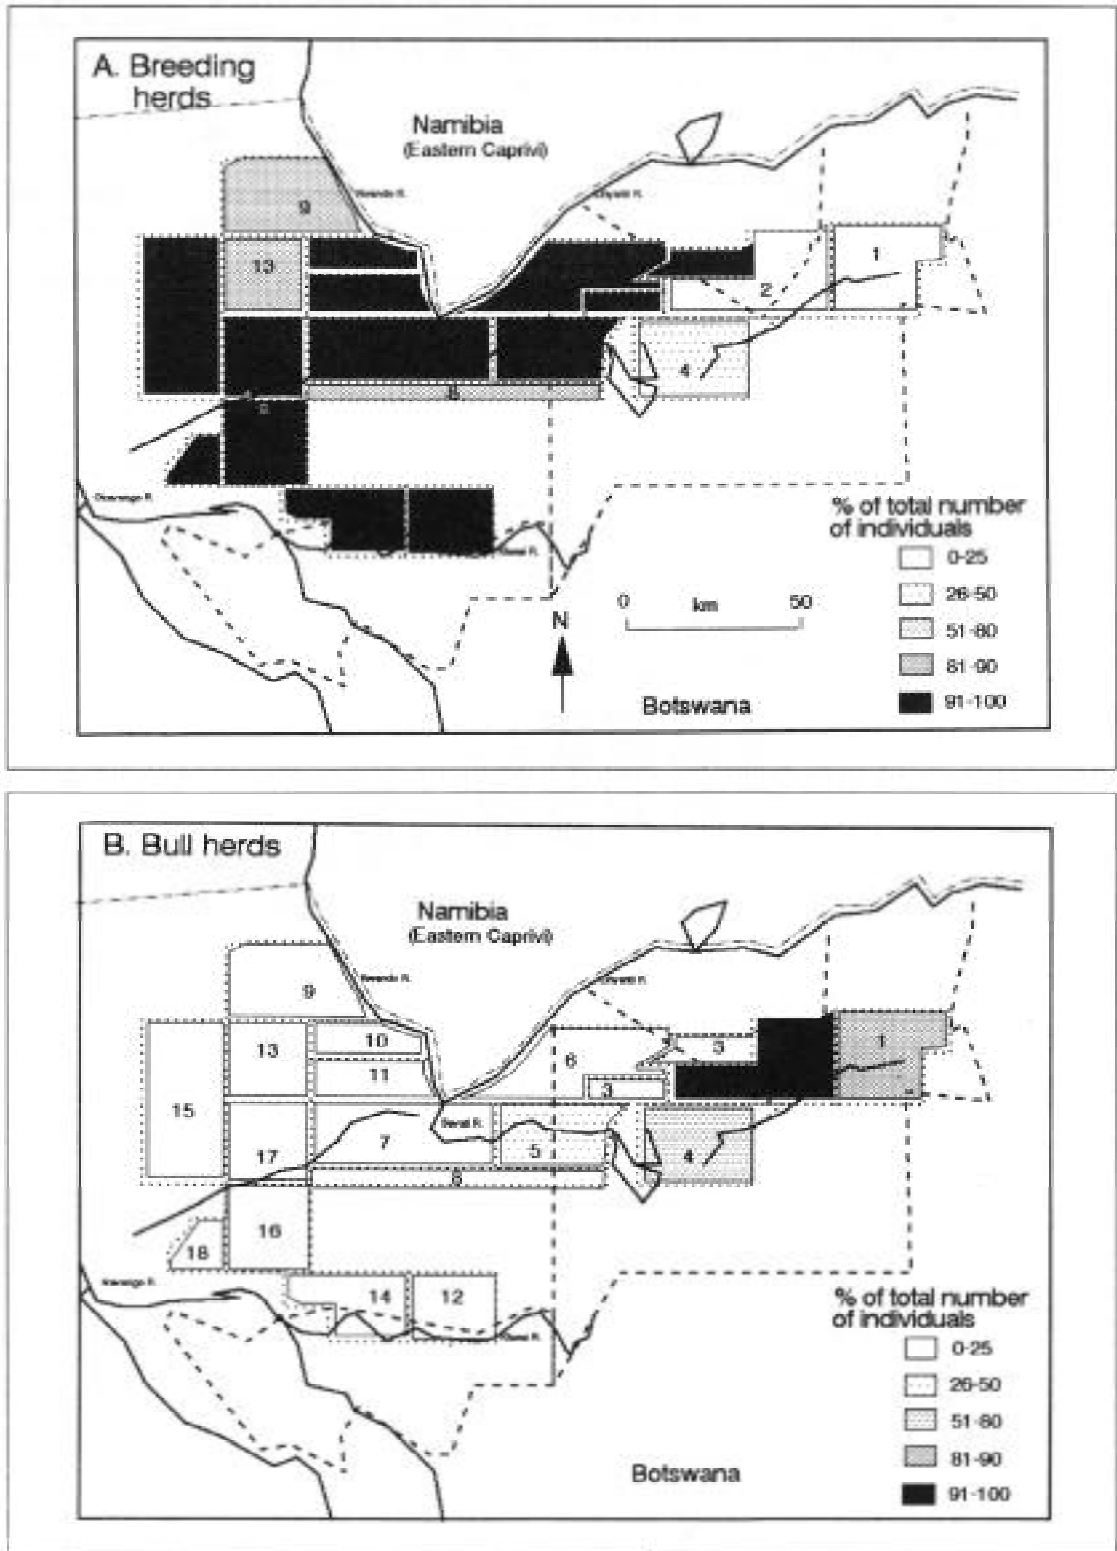 A. Breeding
herds
Namibia
(Eastern Caprivi)
9
13
1
2
4
8
% of total number
of individuals
0-25
26-50
51-80
81-90
91-100
0 km 50
N
Botswana
B. Bull herds
Namibia
(Eastern Caprivi)
9
10
13
11
6
3
1
3
15
7
5
4
17
8
16
18
14
12
% of total number
of individuals
0-25
26-50
51-80
81-90
91-100
Botswana